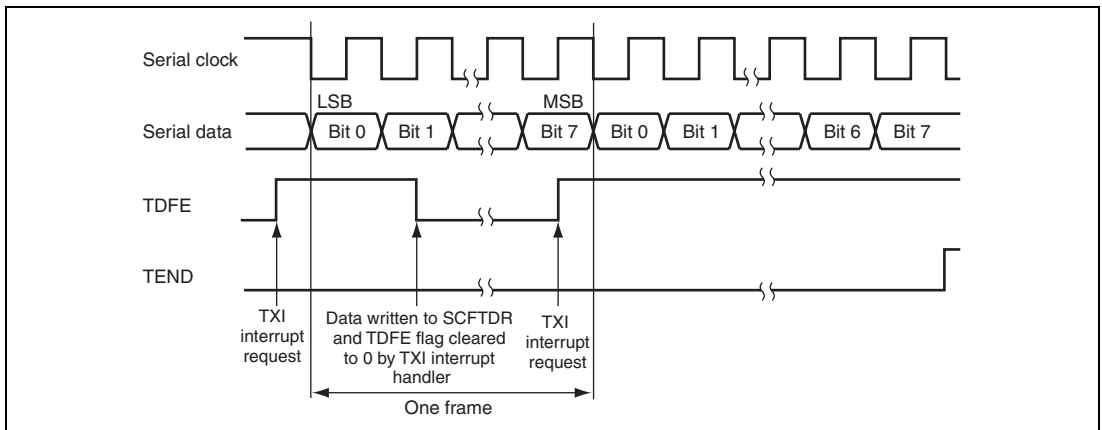 Serial clock
LSB
MSB
Serial data
Bit 0
Bit 1
Bit 7
Bit 0
Bit 1
Bit 6
Bit 7
TDFE
TEND
TXI
interrupt
request
Data written to SCFTDR
and TDFE flag cleared
to 0 by TXI interrupt
handler
TXI
interrupt
request
One frame